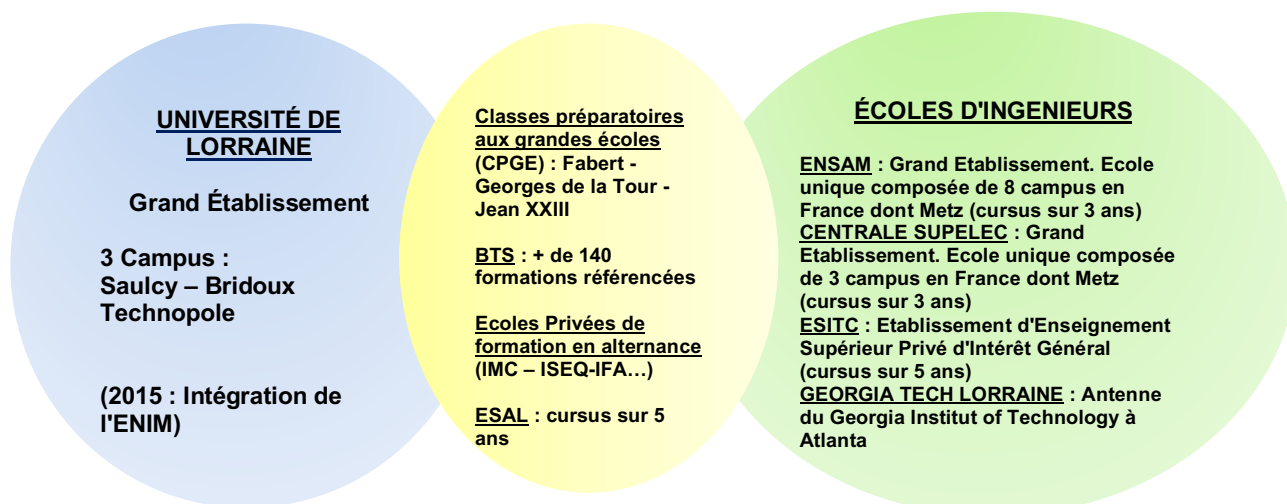 UNIVERSITÉ DE
LORRAINE
Grand Établissement
3 Campus :
Saulcy – Bridoux
Technopole
(2015 : Intégration de
l'ENIM)
Classes préparatoires
aux grandes écoles
(CPGE) : Fabert -
Georges de la Tour -
Jean XXIII
BTS : + de 140
formations référencées
Ecoles Privées de
formation en alternance
(IMC – ISEQ-IFA…)
ESAL : cursus sur 5
ans
ÉCOLES D'INGENIEURS
ENSAM : Grand Etablissement. Ecole
unique composée de 8 campus en
France dont Metz (cursus sur 3 ans)
CENTRALE SUPELEC : Grand
Etablissement. Ecole unique composée
de 3 campus en France dont Metz
(cursus sur 3 ans)
ESITC : Etablissement d'Enseignement
Supérieur Privé d'Intérêt Général
(cursus sur 5 ans)
GEORGIA TECH LORRAINE : Antenne
du Georgia Institut of Technology à
Atlanta